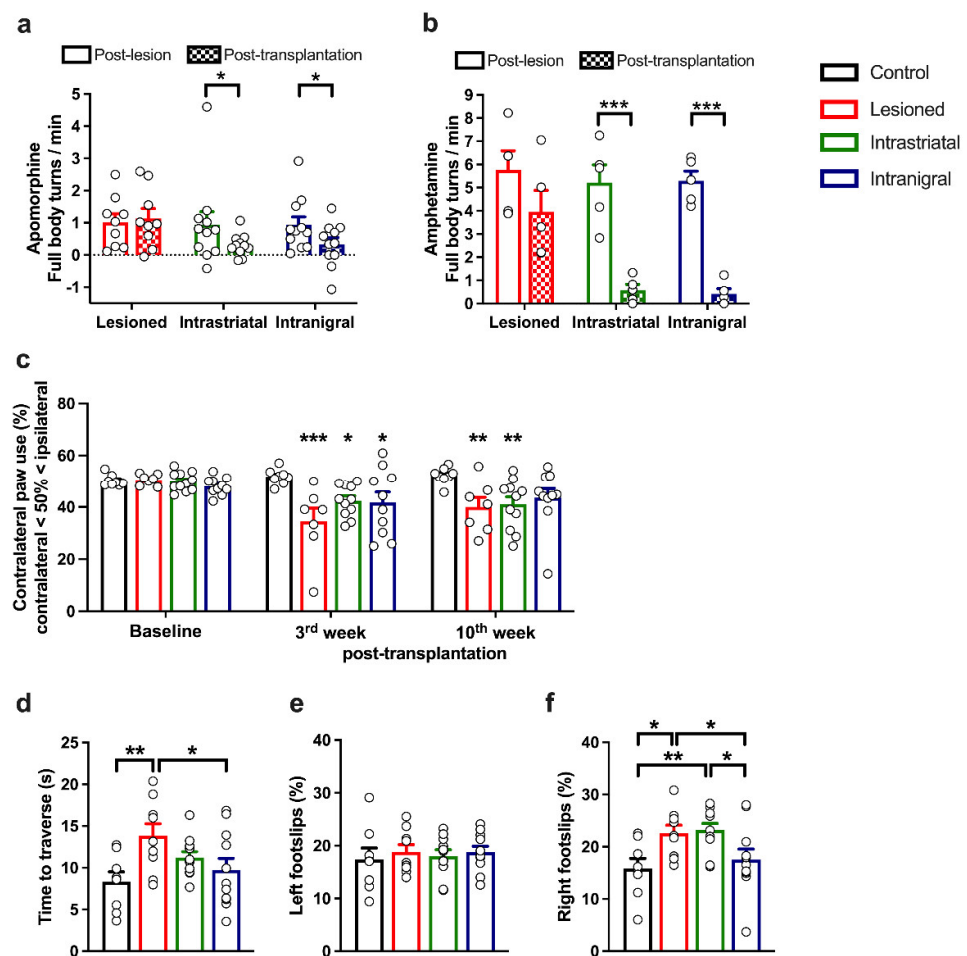 a
Post-lesion Post-transplantation
* *
5
4
3
2
1
0
-1
Apomorphine
Full body turns / min
Lesioned Intrastriatal Intranigral
b
Post-lesion Post-transplantation
*** ***
9
8
7
6
5
4
3
2
1
0
Amphetamine
Full body turns / min
Lesioned Intrastriatal Intranigral
Control
Lesioned
Intrastriatal
Intranigral
c
Contralateral paw use (%)
contralateral < 50% < ipsilateral
80
60
40
20
0
*** * * ** **
Baseline 3rd week 10th week
post-transplantation
d
Time to traverse (s)
25
20
15
10
5
0
** *
e
Left footslips (%)
40
30
20
10
0
f
Right footslips (%)
40
30
20
10
0
* *
** *